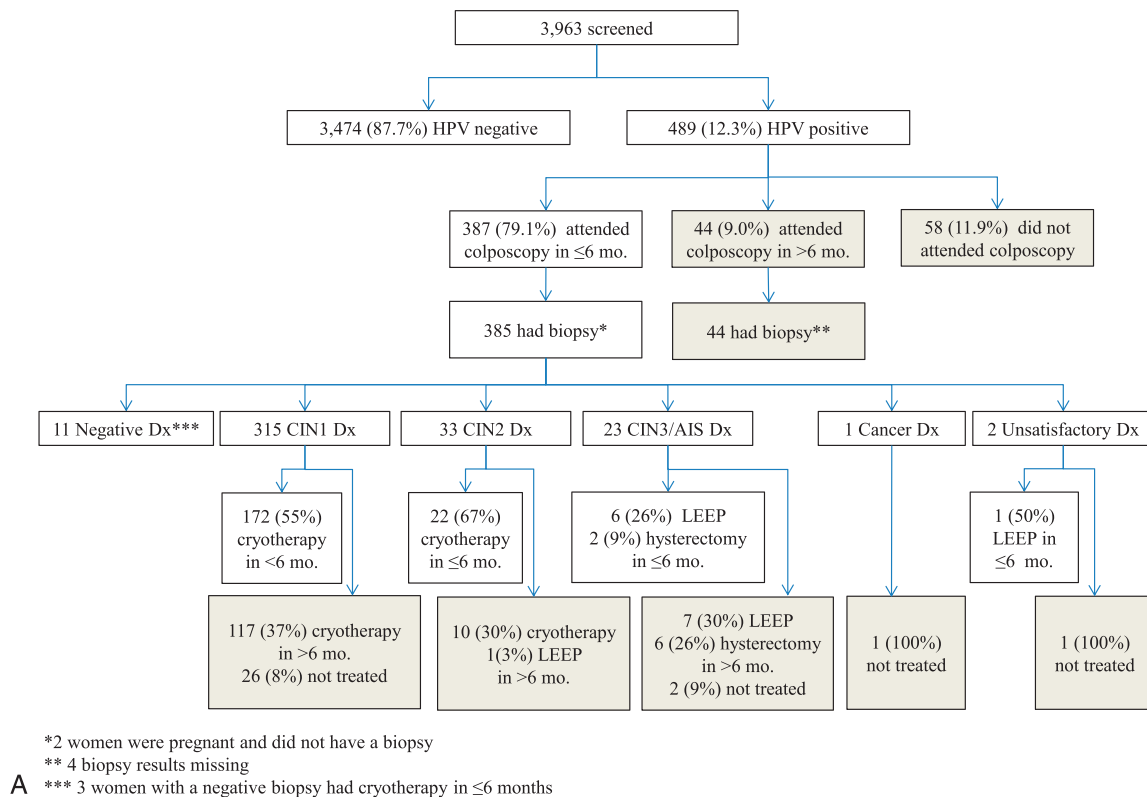 3,963 screened
3,474 (87.7%) HPV negative
489 (12.3%) HPV positive
387 (79.1%) attended
colposcopy in ≤6 mo.
44 (9.0%) attended
colposcopy in >6 mo.
58 (11.9%) did not
attended colposcopy
385 had biopsy*
44 had biopsy**
11 Negative Dx***
315 CIN1 Dx
33 CIN2 Dx
23 CIN3/AIS Dx
1 Cancer Dx
2 Unsatisfactory Dx
172 (55%)
cryotherapy
in <6 mo.
22 (67%)
cryotherapy
in ≤6 mo.
6 (26%) LEEP
2 (9%) hysterectomy
in ≤6 mo.
1 (50%)
LEEP in
≤6 mo.
117 (37%) cryotherapy
in >6 mo.
26 (8%) not treated
10 (30%) cryotherapy
1(3%) LEEP
in >6 mo.
7 (30%) LEEP
6 (26%) hysterectomy
in >6 mo.
2 (9%) not treated
1 (100%)
not treated
1 (100%)
not treated
*2 women were pregnant and did not have a biopsy
** 4 biopsy results missing
A *** 3 women with a negative biopsy had cryotherapy in ≤6 months